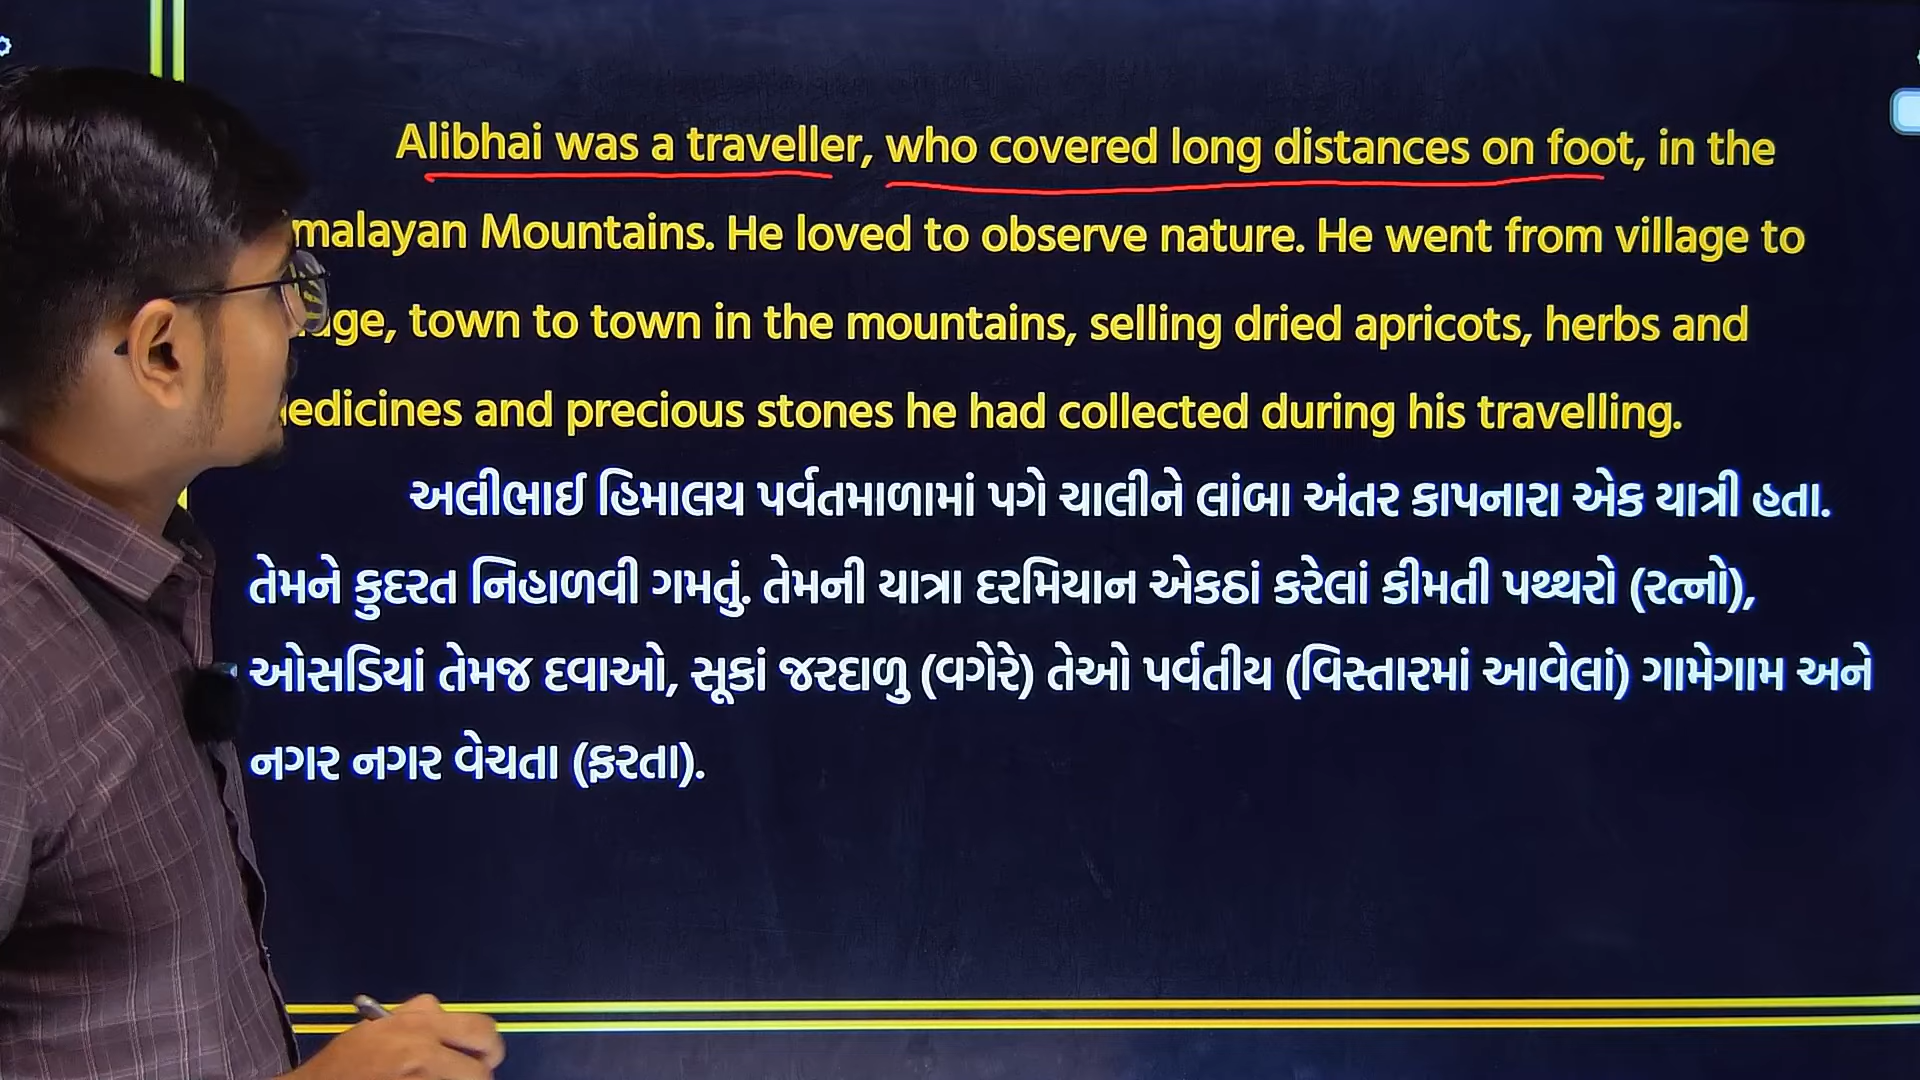 Alibhai was a traveller, who covered long distances on foot, in the
Mountains. He loved to observe nature. He went from village to
town to town in the mountains, selling dried apricots, herbs and
and precious stones he had collected during his travelling.
અલીભાઈ હિમાલય પર્વતમાળામાં પગે ચાલીને લાંબા અંતર કાપનારા એક યાત્રી હતા.
તેમને કુદરત નિહાળવી ગમતું. તેમની યાત્રા દરમિયાન એકઠાં કરેલાં કીમતી પથ્થરો (રત્નો),
ઓસડિયાં તેમજ દવાઓ, સૂકાં જરદાળુ (વગેરે) તેઓ પર્વતીય (વિસ્તારમાં આવેલાં) ગામેગામ અને
નગર નગર વેચતા (ફરતા).